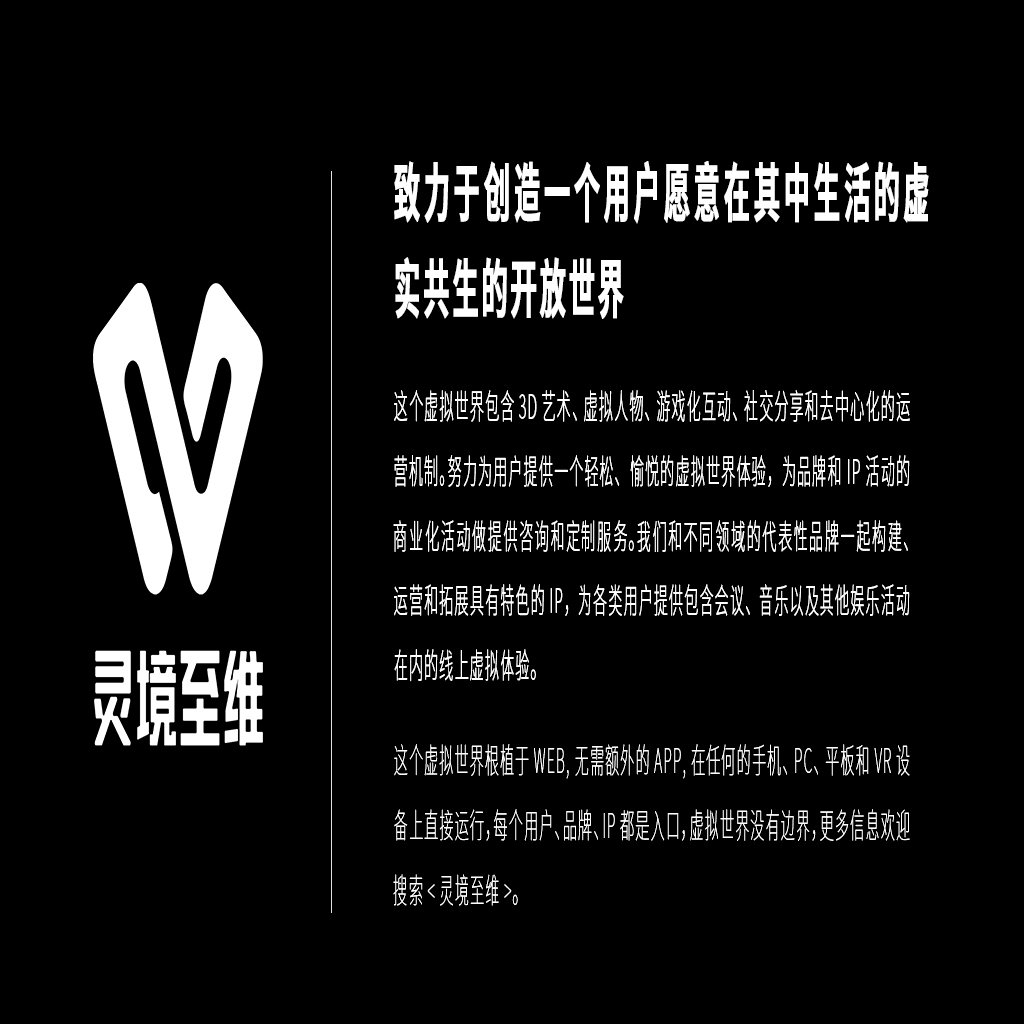 灵境至维
致力于创造一个用户愿意在其中生活的虚
实共生的开放世界
这个虚拟世界包含 3D 艺术、虚拟人物、游戏化互动、社交分享和去中心化的运
营机制。努力为用户提供一个轻松、愉悦的虚拟世界体验，为品牌和 IP 活动的
商业化活动做提供咨询和定制服务。我们和不同领域的代表性品牌一起构建、
运营和拓展具有特色的 IP，为各类用户提供包含会议、音乐以及其他娱乐活动
在内的线上虚拟体验。
这个虚拟世界根植于 WEB, 无需额外的 APP, 在任何的手机、PC、平板和 VR 设
备上直接运行,每个用户、品牌、IP 都是入口,虚拟世界没有边界,更多信息欢迎
搜索 < 灵境至维 >。